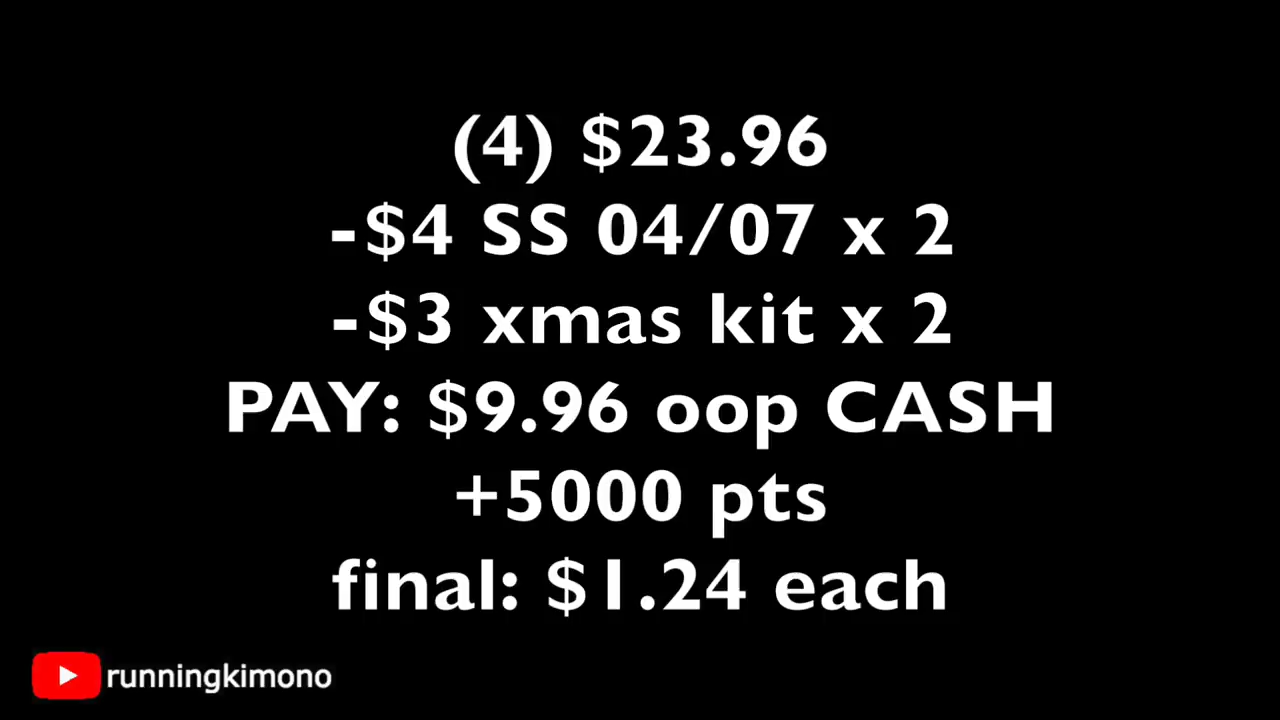 (4) $23.96
-$4 SS 04/07 x 2
-$3 xmas kit x 2
PAY: $9.96 oop CASH
+5000 pts
final: $1.24 each
runningkimono